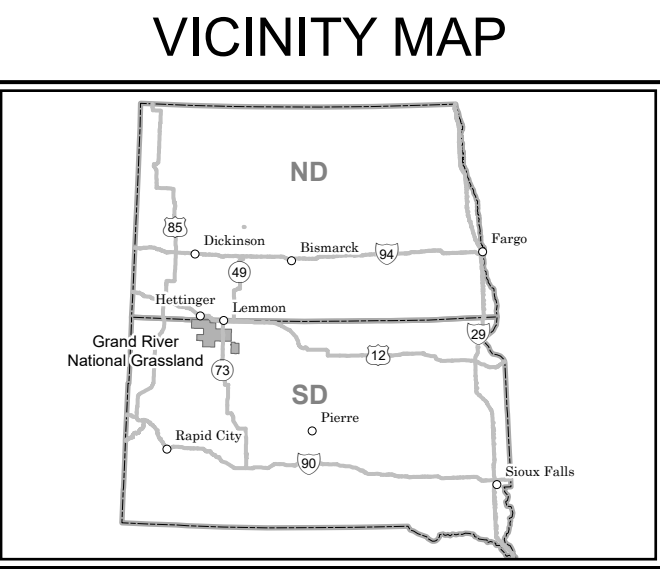 VICINITY MAP
ND
85
Dickinson
Bismarck
94
Fargo
49
Hettinger
Lemmon
29
Grand River
National Grassland
12
73
SD
Pierre
Rapid City
90
Sioux Falls